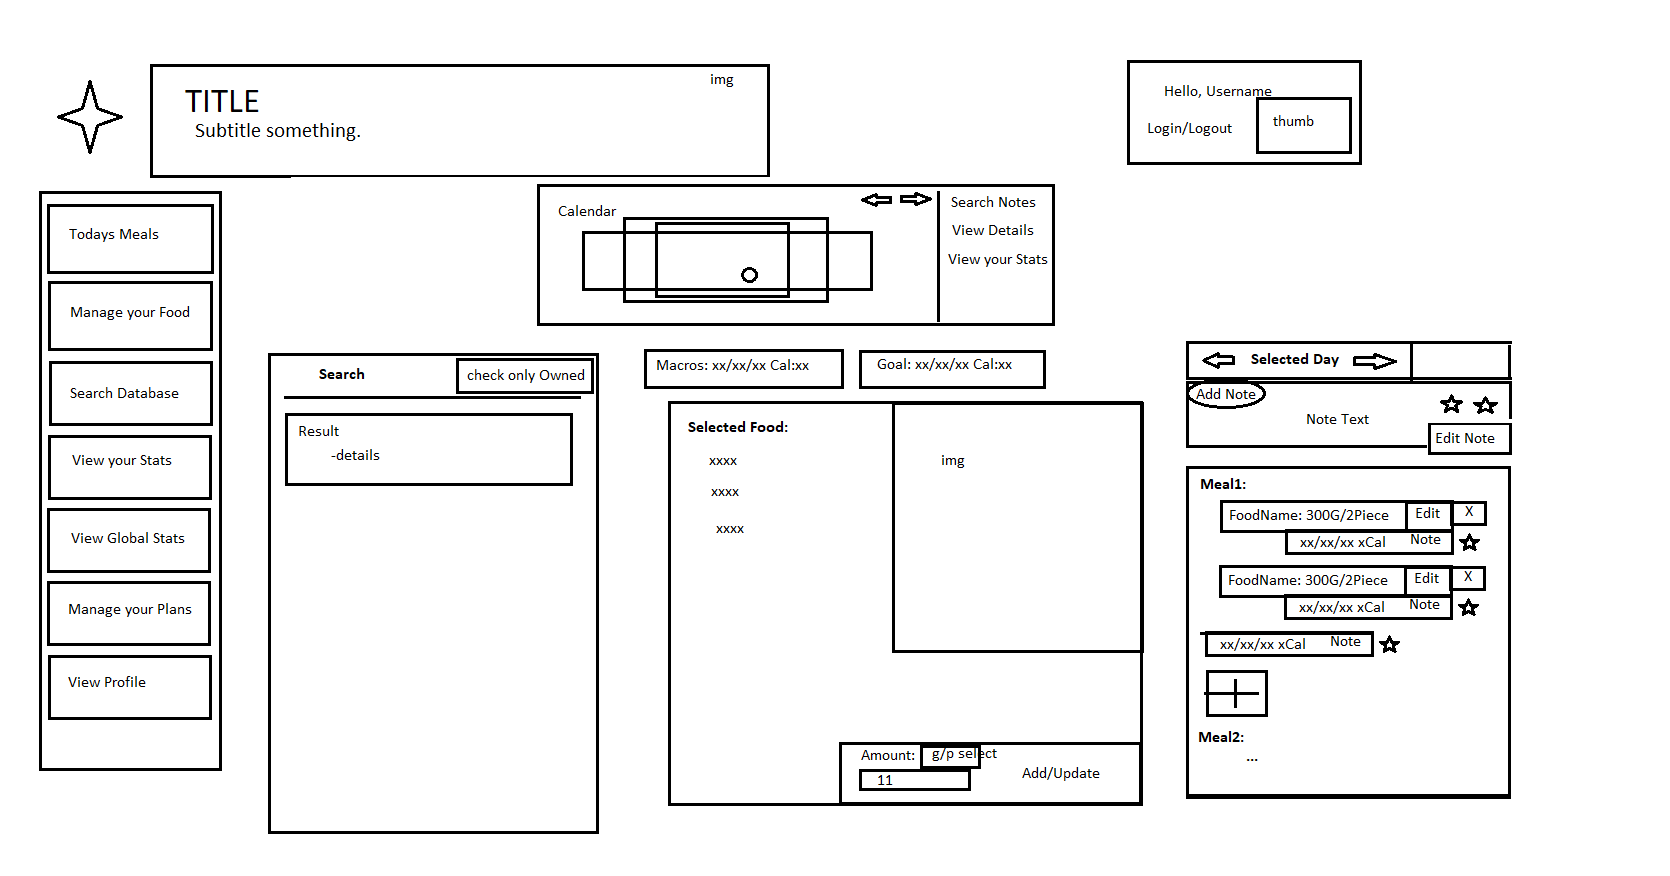 TITLE
Subtitle something.
img
Hello, Username
Login/Logout
thumb
Todays Meals
Manage your Food
Search Database
View your Stats
View Global Stats
Manage your Plans
View Profile
Calendar
Search Notes
View Details
View your Stats
Search
check only Owned
Result
-details
Macros: xx/xx/xx Cal:xx
Goal: xx/xx/xx Cal:xx
Selected Food:
xxxx
xxxx
xxxx
img
Amount:
g/p select
11
Add/Update
Selected Day
Add Note
Note Text
Edit Note
Meal1:
FoodName: 300G/2Piece
Edit
X
xx/xx/xx xCal
Note
FoodName: 300G/2Piece
Edit
X
xx/xx/xx xCal
Note
xx/xx/xx xCal
Note
Meal2:
...